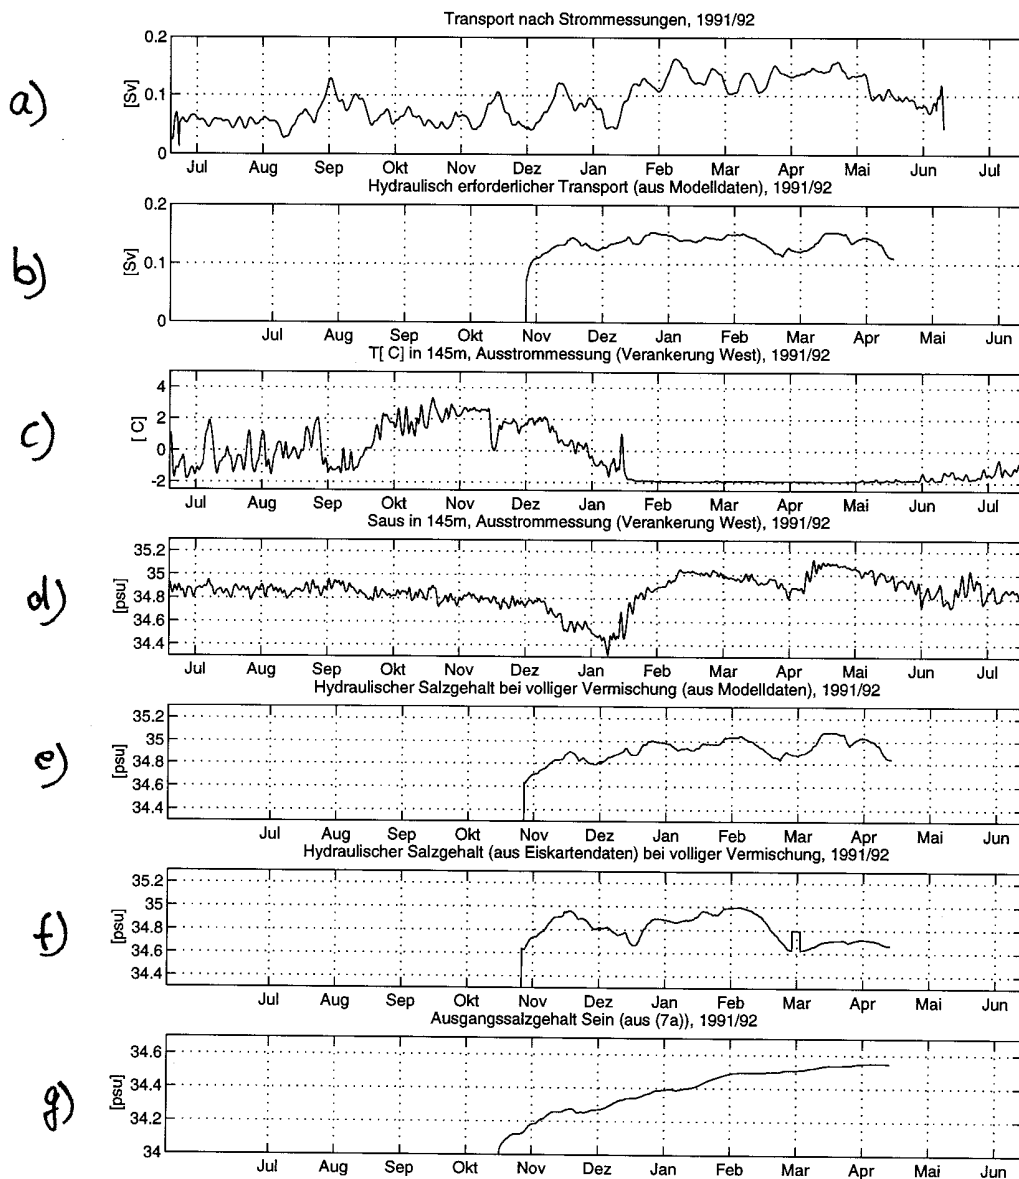 Transport nach Strommessungen, 1991/92
a)
[Sv]
0.2
0.1
0
Jul Aug Sep Okt Nov Dez Jan Feb Mar Apr Mai Jun Jul
Hydraulisch erforderlicher Transport (aus Modelldaten), 1991/92
b)
[Sv]
0.2
0.1
0
Jul Aug Sep Okt Nov Dez Jan Feb Mar Apr Mai Jun
T[ C] in 145m, Ausstrommessung (Verankerung West), 1991/92
c)
[ C]
4
2
0
-2
Jul Aug Sep Okt Nov Dez Jan Feb Mar Apr Mai Jun Jul
Saus in 145m, Ausstrommessung (Verankerung West), 1991/92
d)
[psu]
35.2
35
34.8
34.6
34.4
Jul Aug Sep Okt Nov Dez Jan Feb Mar Apr Mai Jun Jul
Hydraulischer Salzgehalt bei volliger Vermischung (aus Modelldaten), 1991/92
e)
[psu]
35.2
35
34.8
34.6
34.4
Jul Aug Sep Okt Nov Dez Jan Feb Mar Apr Mai Jun
Hydraulischer Salzgehalt (aus Eiskartendaten) bei volliger Vermischung, 1991/92
f)
[psu]
35.2
35
34.8
34.6
34.4
Jul Aug Sep Okt Nov Dez Jan Feb Mar Apr Mai Jun
Ausgangssalzgehalt Sein (aus (7a)), 1991/92
g)
[psu]
34.6
34.4
34.2
34
Jul Aug Sep Okt Nov Dez Jan Feb Mar Apr Mai Jun